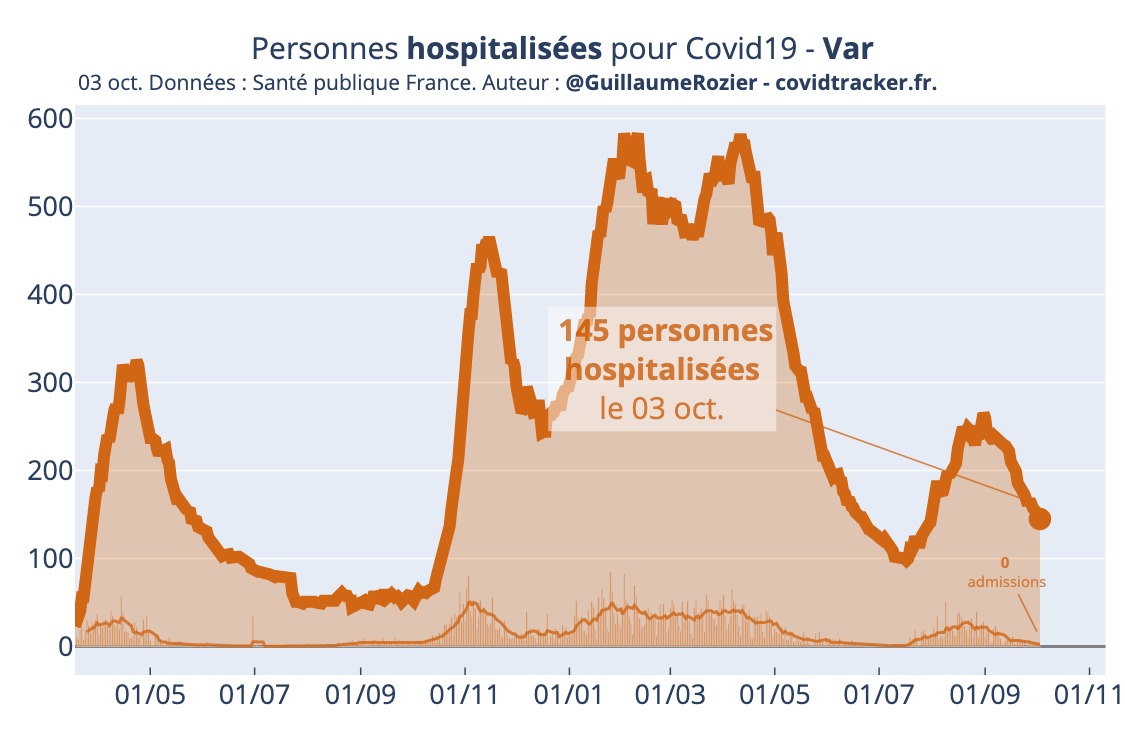 Personnes hospitalisées pour Covid19 - Var
03 oct. Données : Santé publique France. Auteur : @GuillaumeRozier - covidtracker.fr.
600
500
400
300
200
100
0
145 personnes
hospitalisées
le 03 oct.
0
admissions
01/05 01/07 01/09 01/11 01/01 01/03 01/05 01/07 01/09 01/11